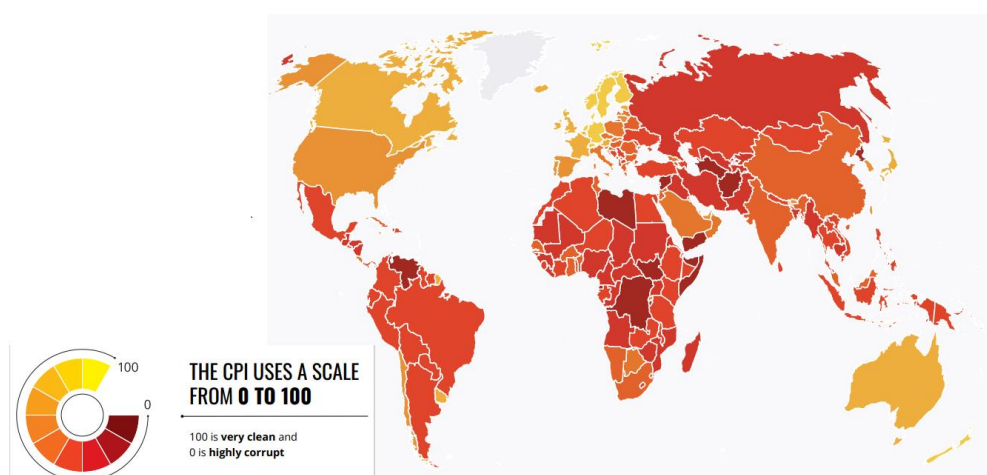 100
0
THE CPI USES A SCALE
FROM 0 TO 100
100 is very clean and
0 is highly corrupt